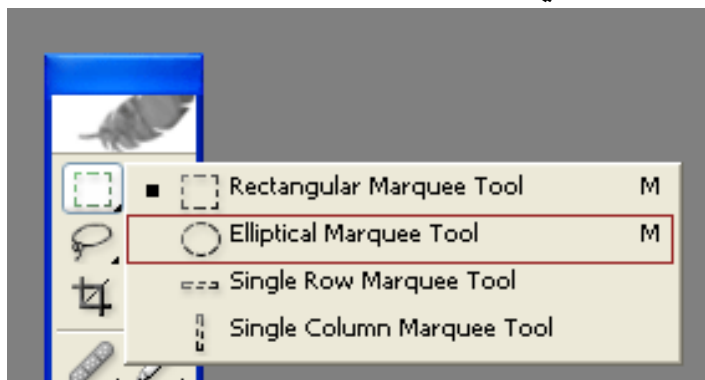 Rectangular Marquee Tool M
Elliptical Marquee Tool M
Single Row Marquee Tool
Single Column Marquee Tool